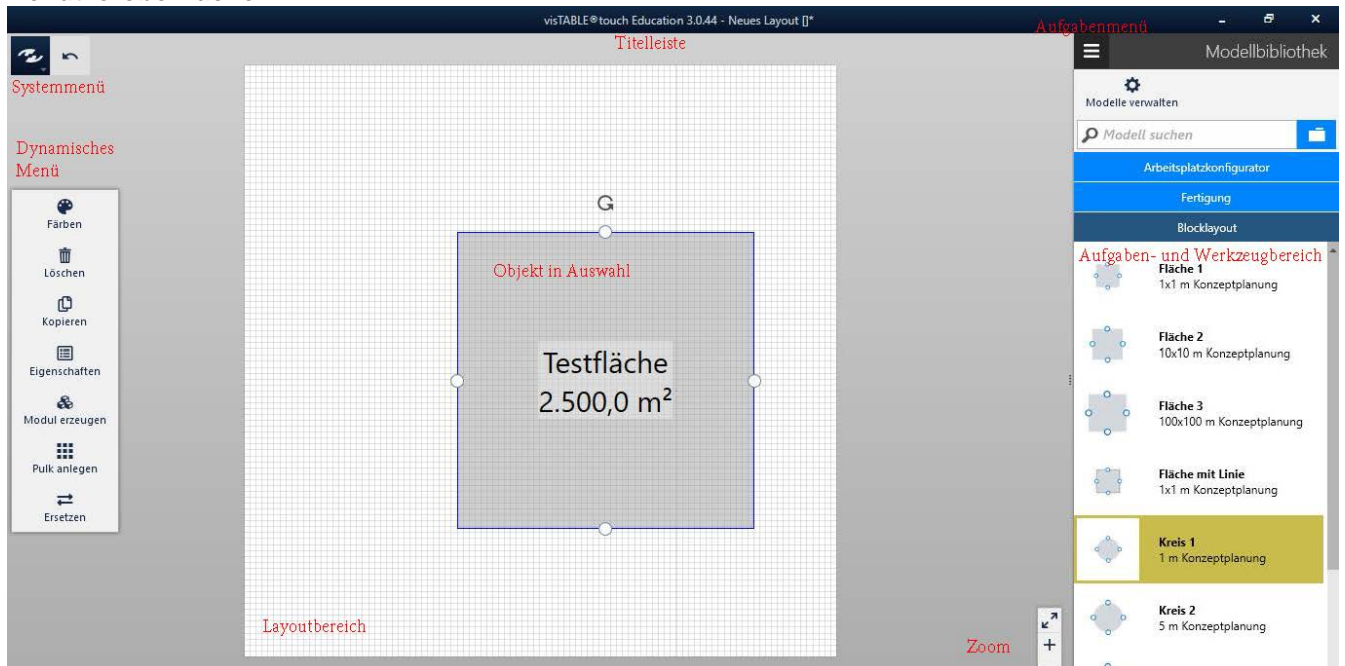 visTABLE®touch Education 3.0.44 - Neues Layout []*
Aufgabenmenü
Titelleiste
Modellbibliothek
Systemmenü
Modelle verwalten
Modell suchen
Dynamisches
Menü
Arbeitsplatzkonfigurator
Fertigung
Blocklayout
Färben
Löschen
Kopieren
Eigenschaften
Modul erzeugen
Pulk anlegen
Ersetzen
Objekt in Auswahl
Testfläche
2.500,0 m²
Layoutbereich
Zoom
Aufgaben- und Werkzeugbereich
Fläche 1
1x1 m Konzeptplanung
Fläche 2
10x10 m Konzeptplanung
Fläche 3
100x100 m Konzeptplanung
Fläche mit Linie
1x1 m Konzeptplanung
Kreis 1
1 m Konzeptplanung
Kreis 2
5 m Konzeptplanung